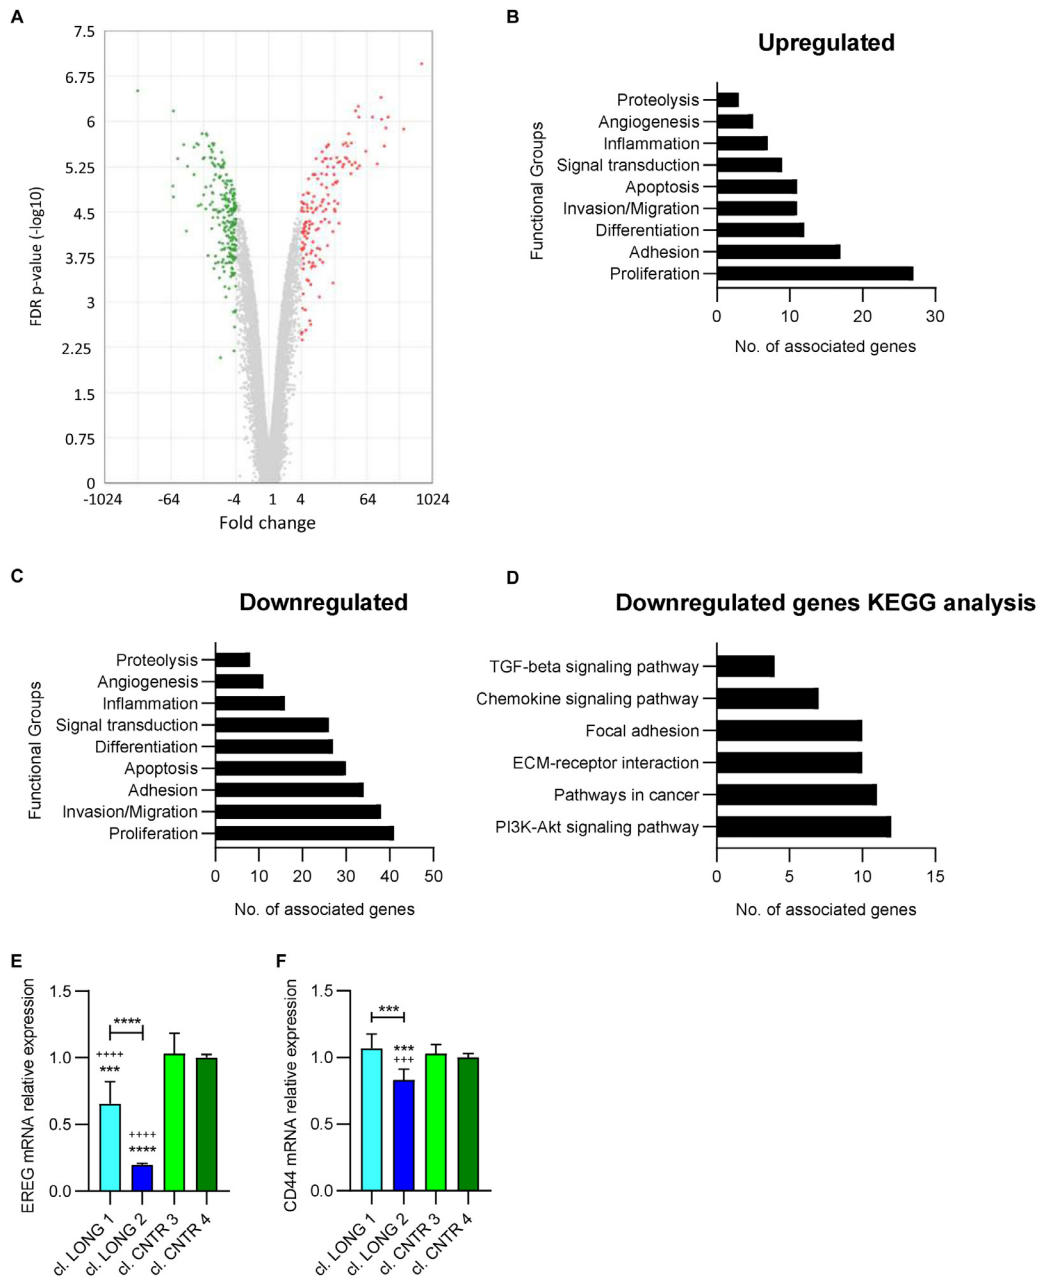 A
7.5
6.75
6
5.25
4.5
3.75
3
2.25
1.5
0.75
0
FDR p-value (-log10)
-1024 -64 -4 1 4 64 1024
Fold change
B
Upregulated
Functional Groups
Proteolysis
Angiogenesis
Inflammation
Signal transduction
Apoptosis
Invasion/Migration
Differentiation
Adhesion
Proliferation
0 10 20 30
No. of associated genes
C
Downregulated
Functional Groups
Proteolysis
Angiogenesis
Inflammation
Signal transduction
Differentiation
Apoptosis
Adhesion
Invasion/Migration
Proliferation
0 10 20 30 40 50
No. of associated genes
D
Downregulated genes KEGG analysis
TGF-beta signaling pathway
Chemokine signaling pathway
Focal adhesion
ECM-receptor interaction
Pathways in cancer
PI3K-Akt signaling pathway
0 5 10 15
No. of associated genes
E
EREG mRNA relative expression
1.5
1.0
0.5
0.0
****
++++
***
++++
****
cl. LONG 1
cl. LONG 2
cl. CNTR 3
cl. CNTR 4
F
CD44 mRNA relative expression
1.5
1.0
0.5
0.0
***
***
+++
cl. LONG 1
cl. LONG 2
cl. CNTR 3
cl. CNTR 4